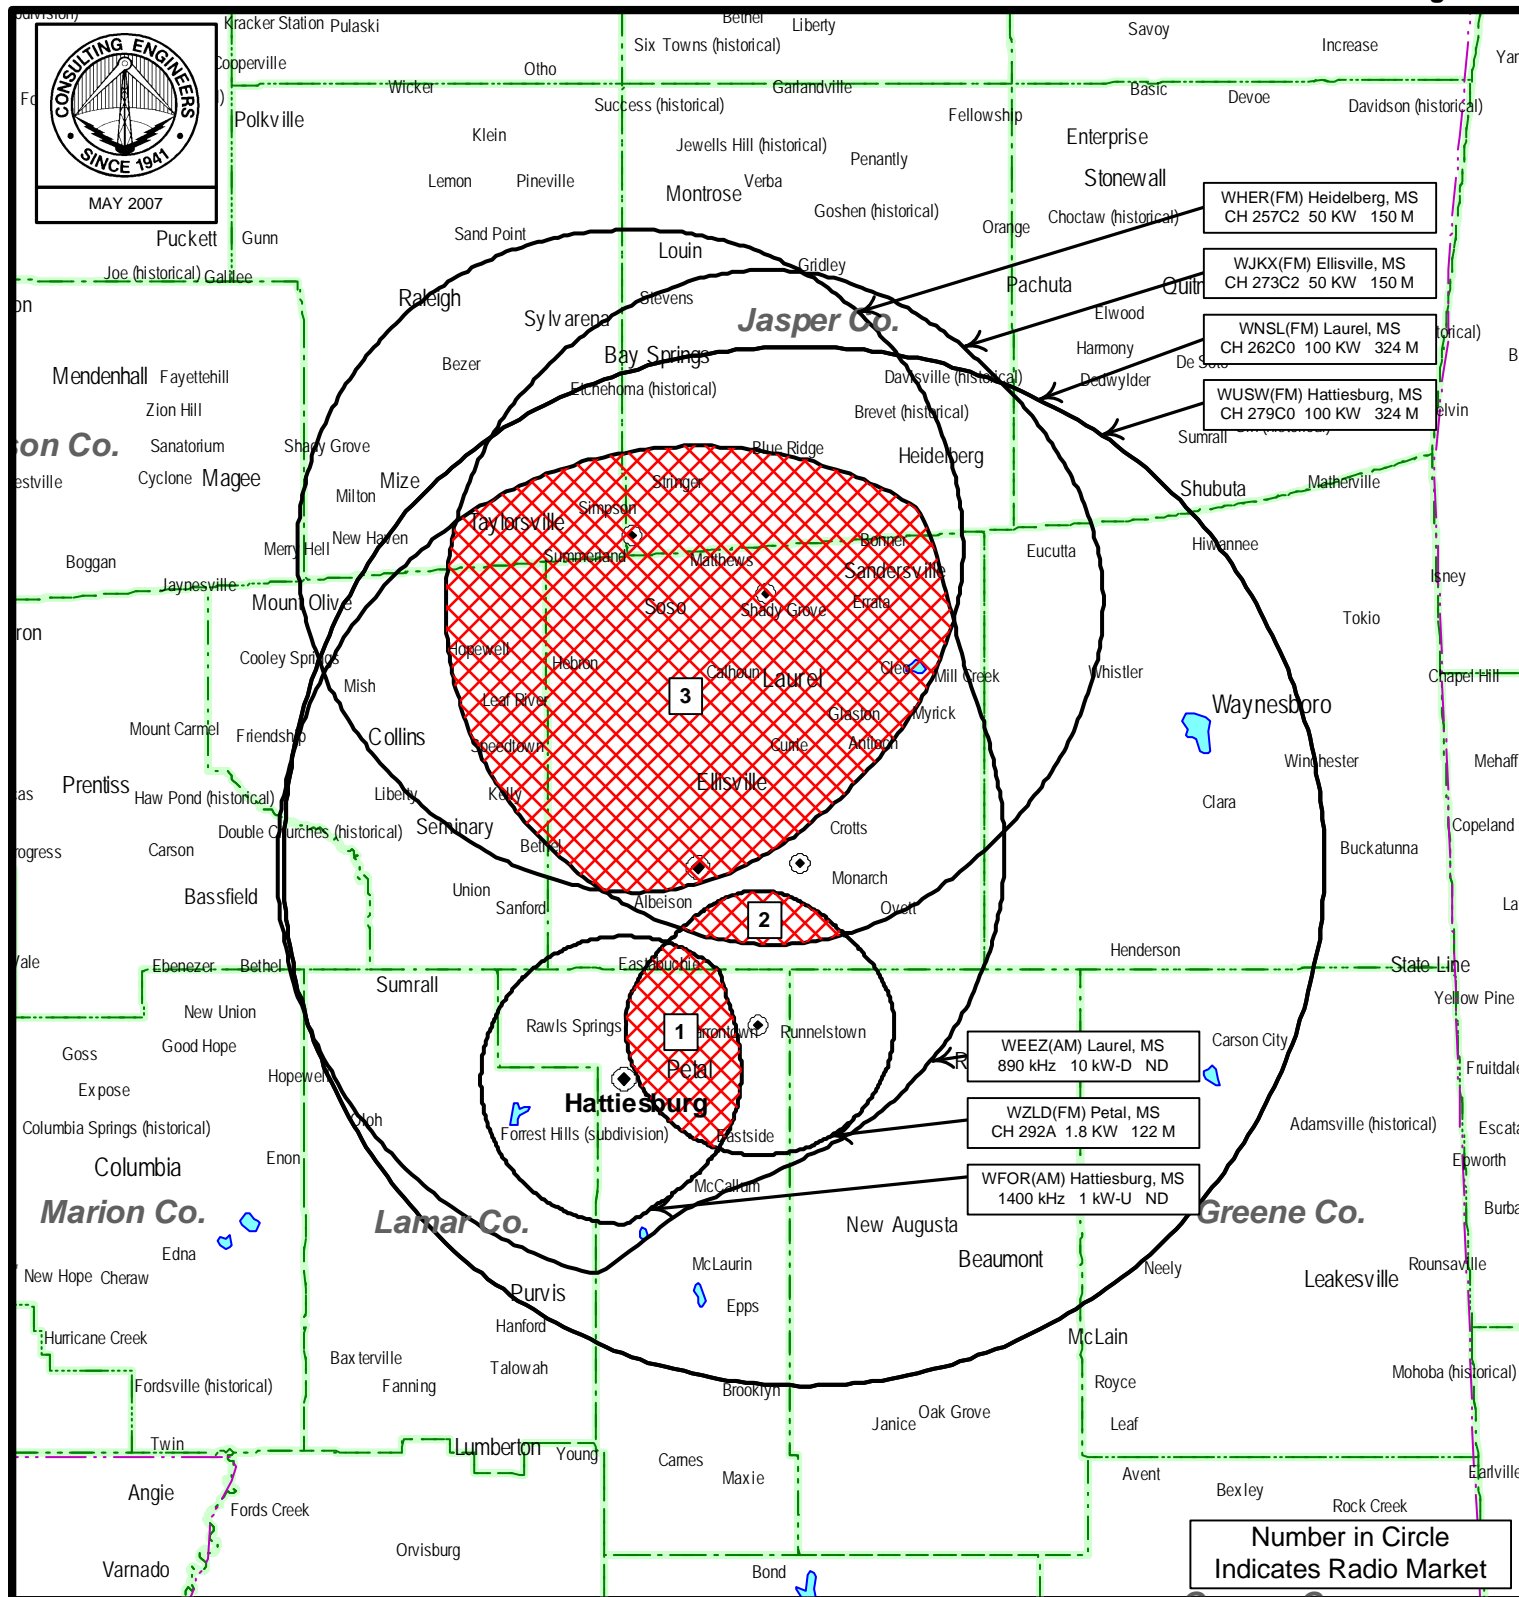 Kracker Station
Pulaski
Bethel
Liberty
Savoy
Six Towns (historical)
Increase
CONSULTING ENGINEERS
SINCE 1941
MAY 2007
Cooperville
Otho
Wicker
Garlandville
Basic
Devoe
Success (historical)
Davidson (historical)
Polkville
Fellowship
Klein
Enterprise
Jewells Hill (historical)
Penantly
Lemon
Pineville
Verba
Montrose
Stonewall
Goshen (historical)
Choctaw (historical)
Orange
WHER(FM) Heidelberg, MS
CH 257C2 50 KW 150 M
Puckett
Gunn
Sand Point
Louin
Gridley
Joe (historical)
Galilee
Pachuta
WJKX(FM) Ellisville, MS
CH 273C2 50 KW 150 M
Raleigh
Stevens
Elwood
Sylvarena
Jasper Co.
WNSL(FM) Laurel, MS
CH 262C0 100 KW 324 M
Harmony
Bay Springs
Bezer
De Soto
Mendenhall
Fayettehill
Etchehoma (historical)
Davisville (historical)
Dedwylder
WUSW(FM) Hattiesburg, MS
CH 279C0 100 KW 324 M
Zion Hill
Brevet (historical)
Sumrall
son Co.
Sanatorium
Shady Grove
Blue Ridge
Heidelberg
Cyclone
Magee
Mize
Stringer
Shubuta
Matherville
Milton
Simpson
Taylorsville
New Haven
Merry Hell
Summerland
Matthews
Bonner
Eucutta
Hiwannee
Boggan
Sandersville
Isney
Jaynesville
Mount Olive
Soso
Shady Grove
Errata
Tokio
Cooley Springs
Hopewell
Hebron
Calhoun
Laurel
Cleo
Mill Creek
Whistler
Chapel Hill
Mish
3
Leaf River
Glaston
Myrick
Waynesboro
Mount Carmel
Friendship
Collins
Speedtown
Currie
Antioch
Winchester
Prentiss
Haw Pond (historical)
Liberty
Kelly
Ellisville
Clara
Double Churches (historical)
Seminary
Crotts
Copeland
Carson
Bethel
Buckatunna
Bassfield
Union
Sanford
Albeison
Monarch
Ovett
2
Henderson
Ebenezer
Bethel
Eastabuchie
State Line
Sumrall
Yellow Pine
New Union
Rawls Springs
1
Runnelstown
Goss
Good Hope
Carson City
WEEZ(AM) Laurel, MS
890 kHz 10 kW-D ND
Hopewell
Petal
Expose
Hattiesburg
WZLD(FM) Petal, MS
CH 292A 1.8 KW 122 M
Columbia Springs (historical)
Oloh
Forrest Hills (subdivision)
Eastside
Adamsville (historical)
Columbia
Enon
Epworth
WFOR(AM) Hattiesburg, MS
1400 kHz 1 kW-U ND
McCallum
Marion Co.
Lamar Co.
New Augusta
Greene Co.
Edna
McLaurin
Beaumont
Neely
Rounsaville
New Hope
Cheraw
Leakesville
Purvis
Epps
Hurricane Creek
Hanford
McLain
Baxterville
Talowah
Fordsville (historical)
Fanning
Brooklyn
Royce
Mohoba (historical)
Janice
Oak Grove
Leaf
Twin
Lumberton
Young
Carnes
Maxie
Avent
Earlville
Angie
Bexley
Fords Creek
Rock Creek
Orvisburg
Number in Circle
Indicates Radio Market
Varnado
Bond